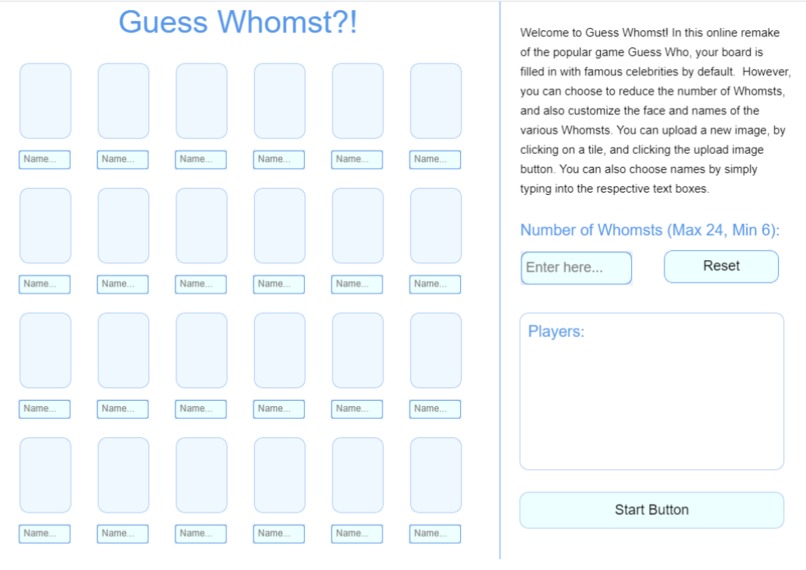 Guess Whomst?!
Name... Name... Name... Name... Name... Name...
Name... Name... Name... Name... Name... Name...
Name... Name... Name... Name... Name... Name...
Name... Name... Name... Name... Name... Name...
Welcome to Guess Whomst! In this online remake
of the popular game Guess Who, your board is
filled in with famous celebrities by default.  However,
you can choose to reduce the number of Whomsts,
and also customize the face and names of the
various Whomsts. You can upload a new image, by
clicking on a tile, and clicking the upload image
button. You can also choose names by simply
typing into the respective text boxes.
Number of Whomsts (Max 24, Min 6):
Enter here... Reset
Players:
Start Button